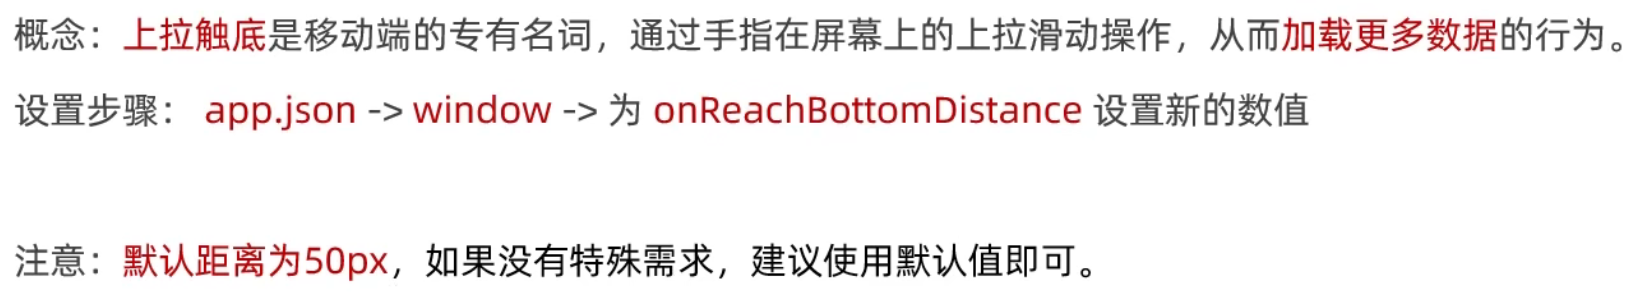 概念：上拉触底是移动端的专有名词，通过手指在屏幕上的上拉滑动操作，从而加载更多数据的行为。
设置步骤： app.json -> window -> 为 onReachBottomDistance 设置新的数值
注意：默认距离为50px，如果没有特殊需求，建议使用默认值即可。